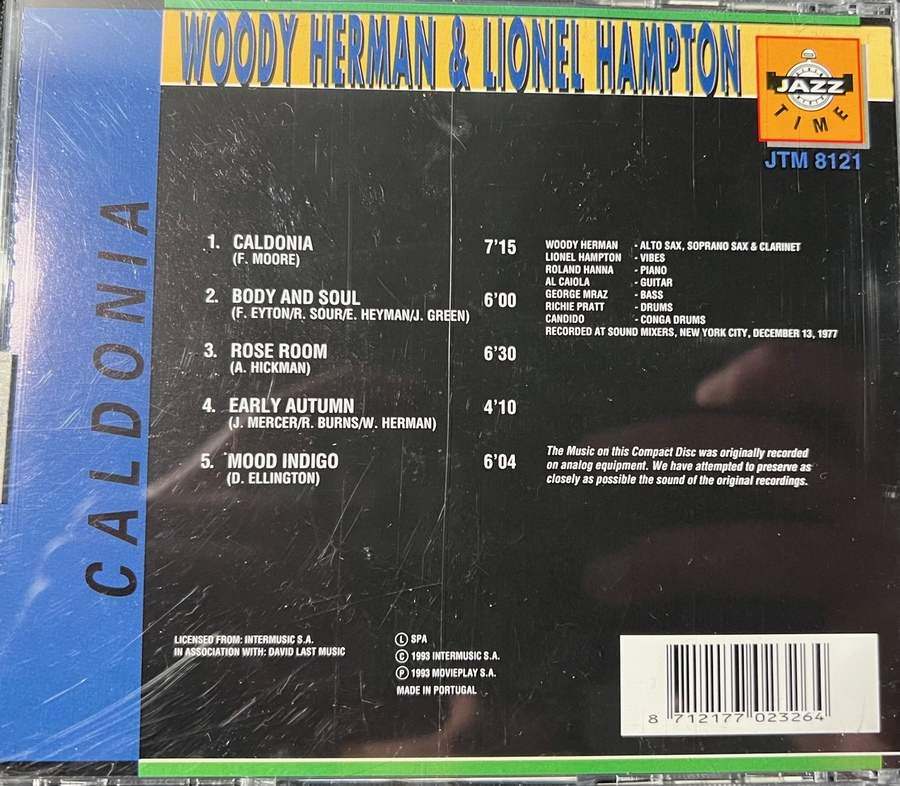 WOODY HERMAN & LIONEL HAMPTON
JAZZ
TIME
JTM 8121
CALDONIA
1. CALDONIA 7'15
(F. MOORE)
2. BODY AND SOUL 6'00
(F. EYTON/R. SOUR/E. HEYMAN/J. GREEN)
3. ROSE ROOM 6'30
(A. HICKMAN)
4. EARLY AUTUMN 4'10
(J. MERCER/R. BURNS/W. HERMAN)
5. MOOD INDIGO 6'04
(D. ELLINGTON)
WOODY HERMAN - ALTO SAX, SOPRANO SAX & CLARINET
LIONEL HAMPTON - VIBES
ROLAND HANNA - PIANO
AL CAIOLA - GUITAR
GEORGE MRAZ - BASS
RICHIE PRATT - DRUMS
CANDIDO - CONGA DRUMS
RECORDED AT SOUND MIXERS, NEW YORK CITY, DECEMBER 13, 1977
The Music on this Compact Disc was originally recorded
on analog equipment. We have attempted to preserve as
closely as possible the sound of the original recordings.
LICENSED FROM: INTERMUSIC S.A.
IN ASSOCIATION WITH: DAVID LAST MUSIC
Ⓛ SPA
© 1993 INTERMUSIC S.A.
℗ 1993 MOVIEPLAY S.A.
MADE IN PORTUGAL
8 712177 023264